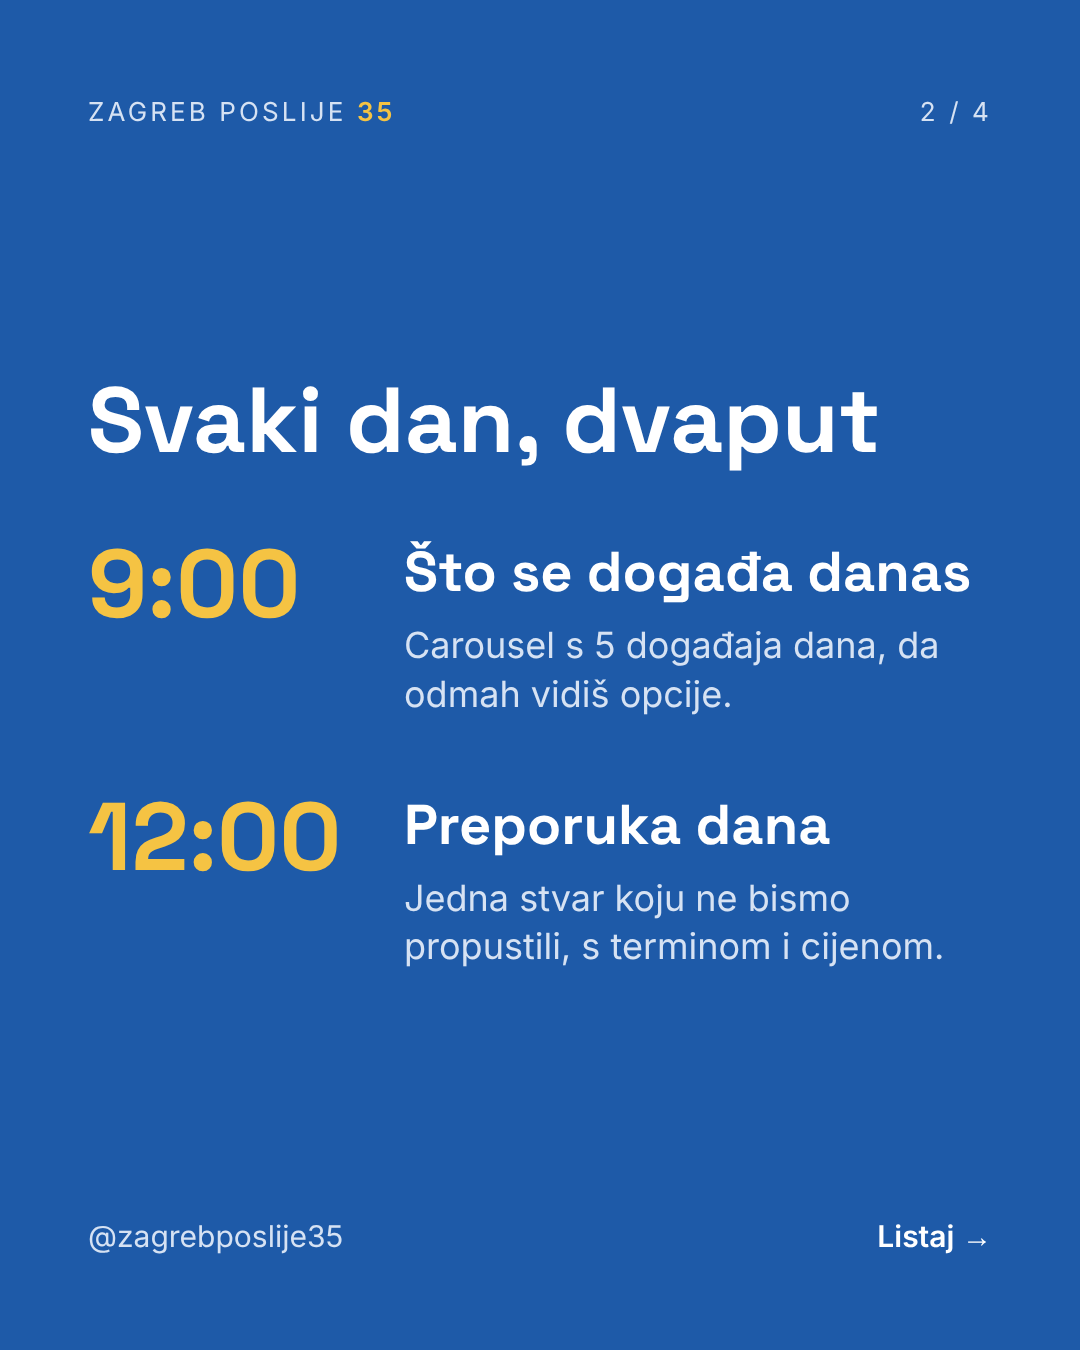 ZAGREB POSLIJE 35
2 / 4
Svaki dan, dvaput
9:00
Što se događa danas
Carousel s 5 događaja dana, da
odmah vidiš opcije.
12:00
Preporuka dana
Jedna stvar koju ne bismo
propustili, s terminom i cijenom.
@zagrebposlije35
Listaj →